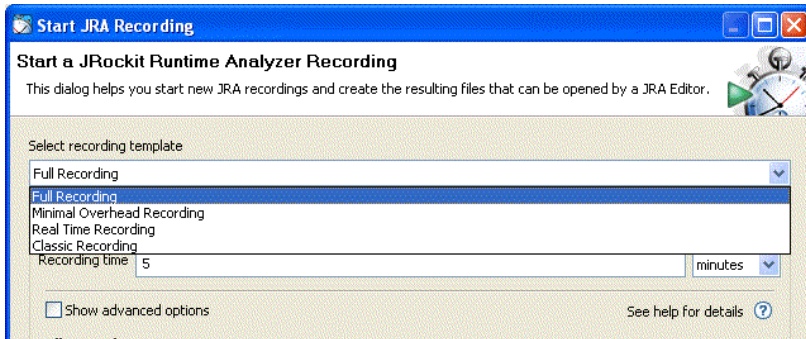 Start JRA Recording
Start a JRockit Runtime Analyzer Recording
This dialog helps you start new JRA recordings and create the resulting files that can be opened by a JRA Editor.
Select recording template
Full Recording
Full Recording
Minimal Overhead Recording
Real Time Recording
Classic Recording
Recording time 5 minutes
Show advanced options See help for details ?